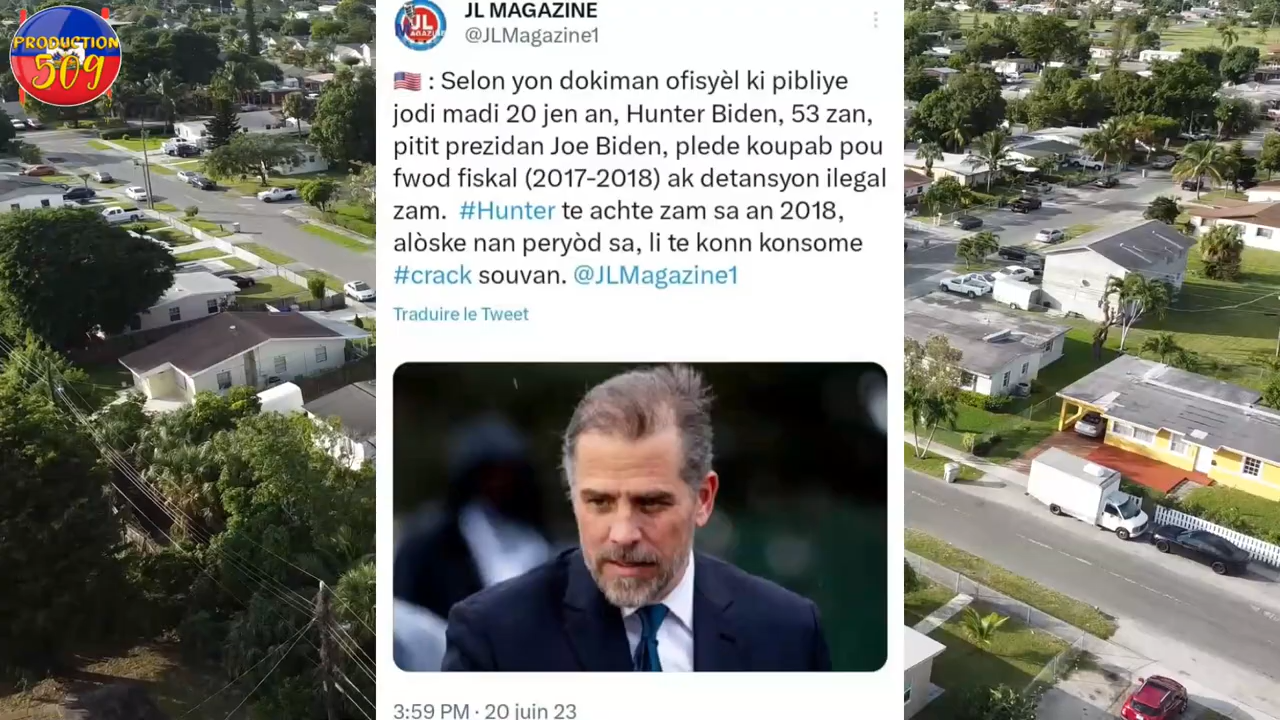 PRODUCTION
509
JL MAGAZINE
@JLMagazine1
JL
MAGAZINE
🇺🇸 : Selon yon dokiman ofisyèl ki pibliye
jodi madi 20 jen an, Hunter Biden, 53 zan,
pitit prezidan Joe Biden, plede koupab pou
fwod fiskal (2017-2018) ak detansyon ilegal
zam. #Hunter te achte zam sa an 2018,
alòske nan peryòd sa, li te konn konsome
#crack souvan. @JLMagazine1
Traduire le Tweet
3:59 PM · 20 juin 23